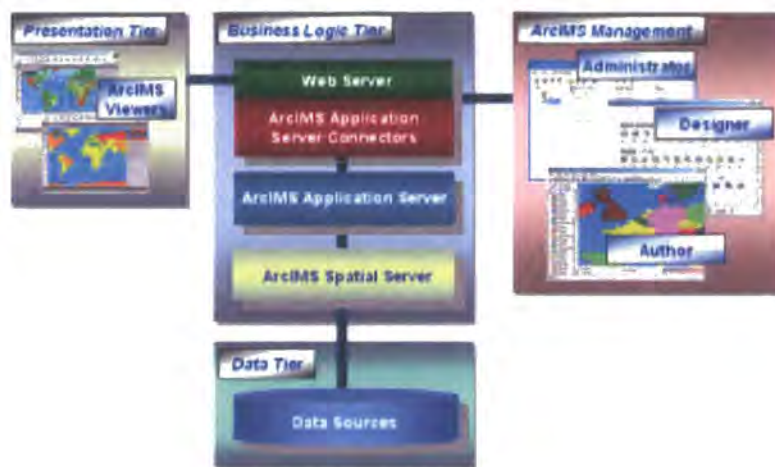 Presentation Tier
ArcIMS
Viewers
Business Logic Tier
Web Server
ArcIMS Application
Server Connectors
ArcIMS Application Server
ArcIMS Spatial Server
Data Tier
Data Sources
ArcIMS Management
Administrator
Designer
Author